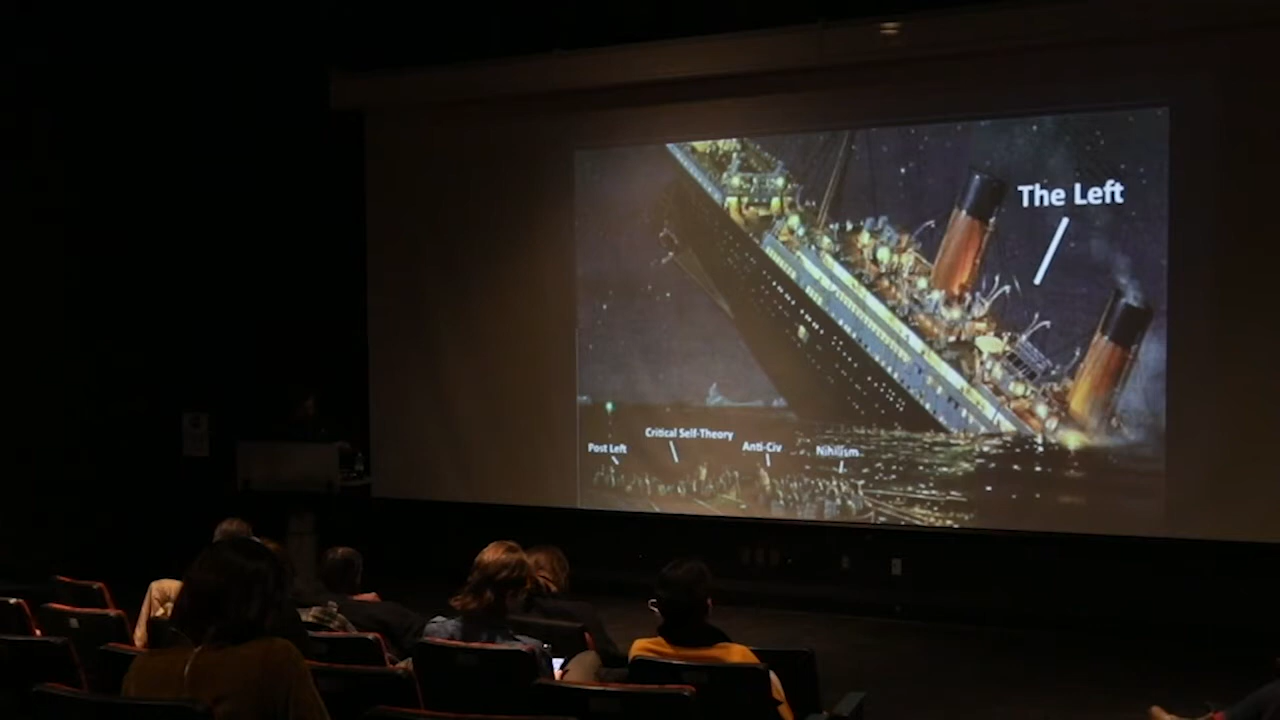 The Left
Critical Self-Theory
Post Left
Anti-Civ
Nihilism